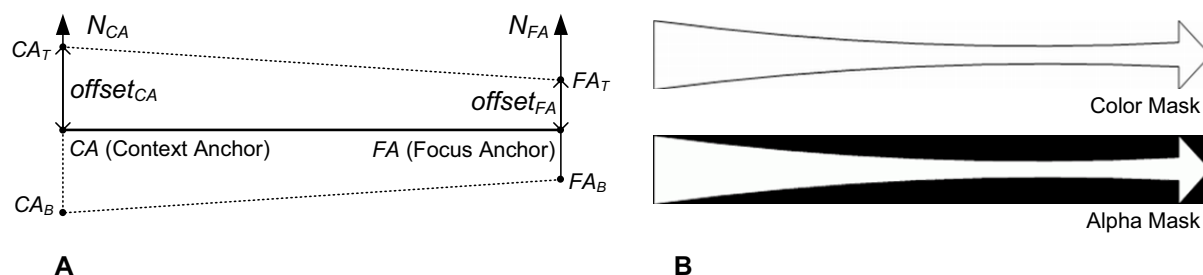 N_CA
N_FA
CA_T
FA_T
offset_CA
offset_FA
CA (Context Anchor)
FA (Focus Anchor)
CA_B
FA_B
A
Color Mask
Alpha Mask
B